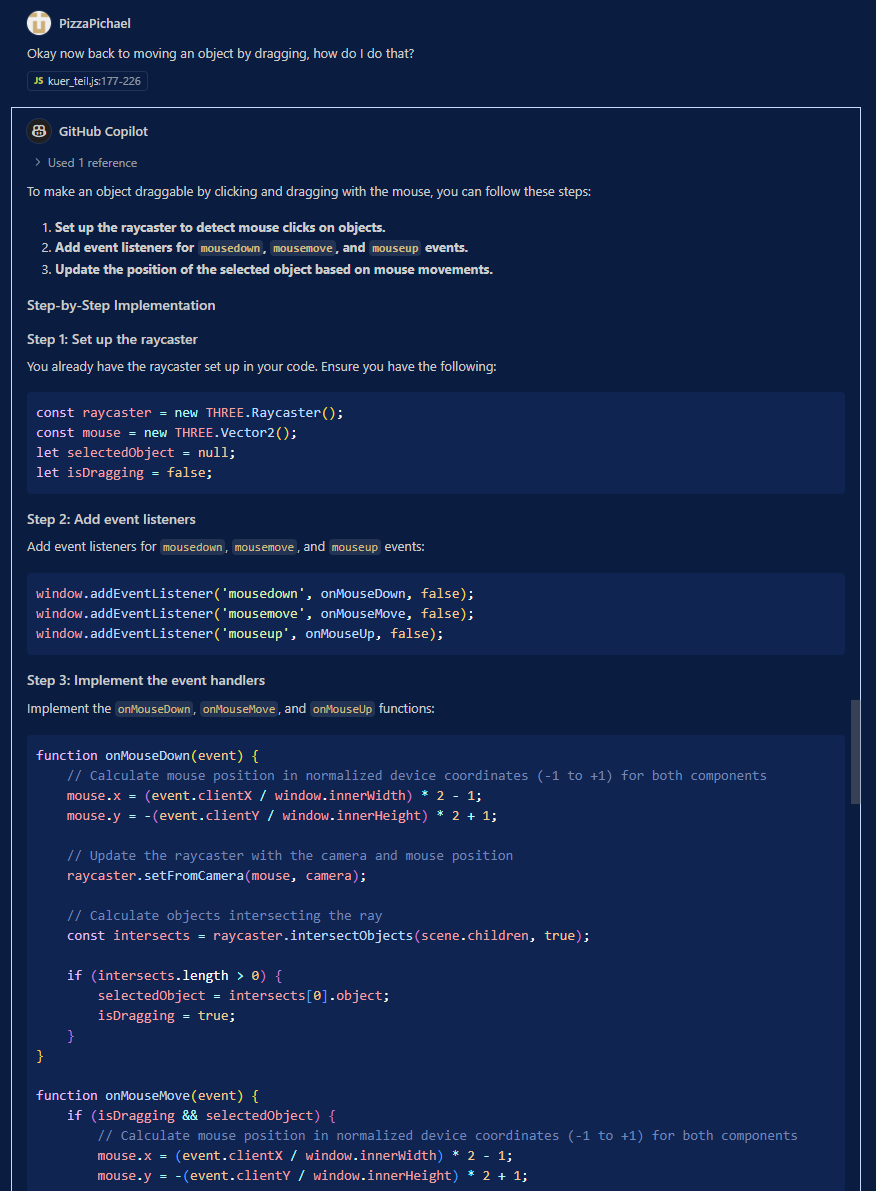 PizzaPichael
Okay now back to moving an object by dragging, how do I do that?
JS kuer_teil.js:177-226
GitHub Copilot
> Used 1 reference
To make an object draggable by clicking and dragging with the mouse, you can follow these steps:
1. Set up the raycaster to detect mouse clicks on objects.
2. Add event listeners for mousedown, mousemove, and mouseup events.
3. Update the position of the selected object based on mouse movements.
Step-by-Step Implementation
Step 1: Set up the raycaster
You already have the raycaster set up in your code. Ensure you have the following:
const raycaster = new THREE.Raycaster();
const mouse = new THREE.Vector2();
let selectedObject = null;
let isDragging = false;
Step 2: Add event listeners
Add event listeners for mousedown, mousemove, and mouseup events:
window.addEventListener('mousedown', onMouseDown, false);
window.addEventListener('mousemove', onMouseMove, false);
window.addEventListener('mouseup', onMouseUp, false);
Step 3: Implement the event handlers
Implement the onMouseDown, onMouseMove, and onMouseUp functions:
function onMouseDown(event) {
    // Calculate mouse position in normalized device coordinates (-1 to +1) for both components
    mouse.x = (event.clientX / window.innerWidth) * 2 - 1;
    mouse.y = -(event.clientY / window.innerHeight) * 2 + 1;
    // Update the raycaster with the camera and mouse position
    raycaster.setFromCamera(mouse, camera);
    // Calculate objects intersecting the ray
    const intersects = raycaster.intersectObjects(scene.children, true);
    if (intersects.length > 0) {
        selectedObject = intersects[0].object;
        isDragging = true;
    }
}
function onMouseMove(event) {
    if (isDragging && selectedObject) {
        // Calculate mouse position in normalized device coordinates (-1 to +1) for both components
        mouse.x = (event.clientX / window.innerWidth) * 2 - 1;
        mouse.y = -(event.clientY / window.innerHeight) * 2 + 1;